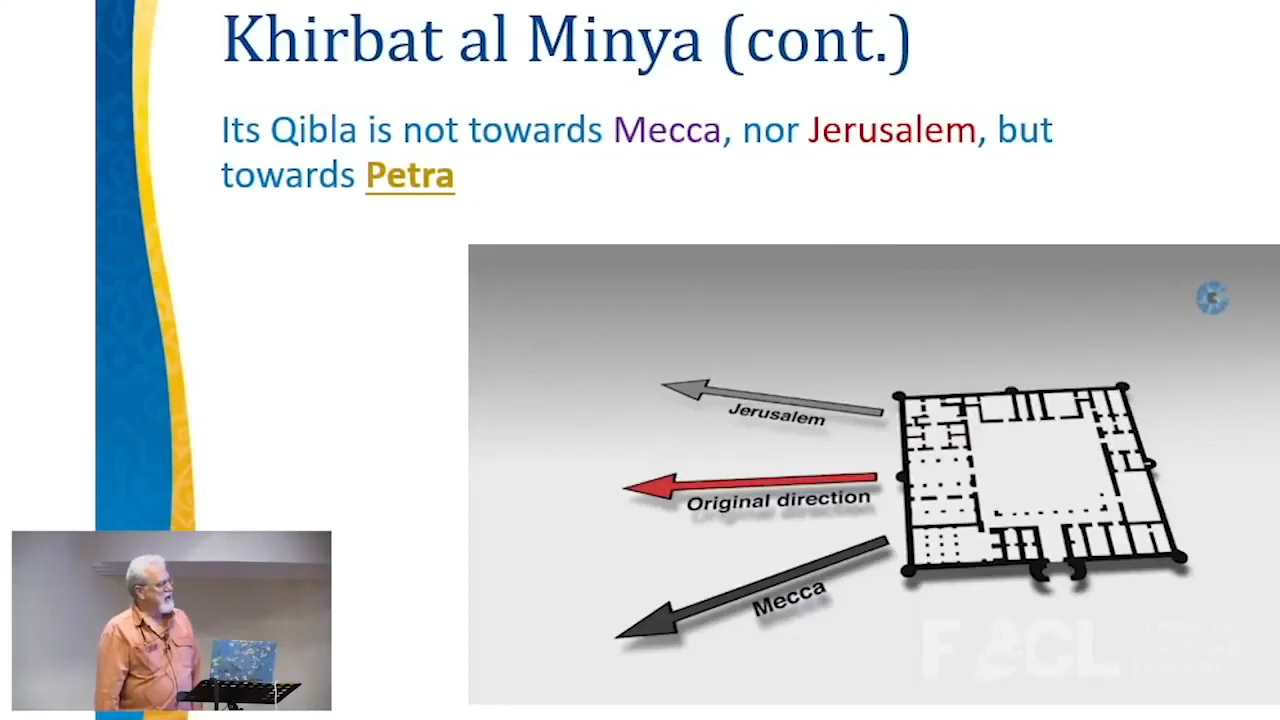 Khirbat al Minya (cont.)
Its Qibla is not towards Mecca, nor Jerusalem, but
towards Petra
Jerusalem
Original direction
Mecca